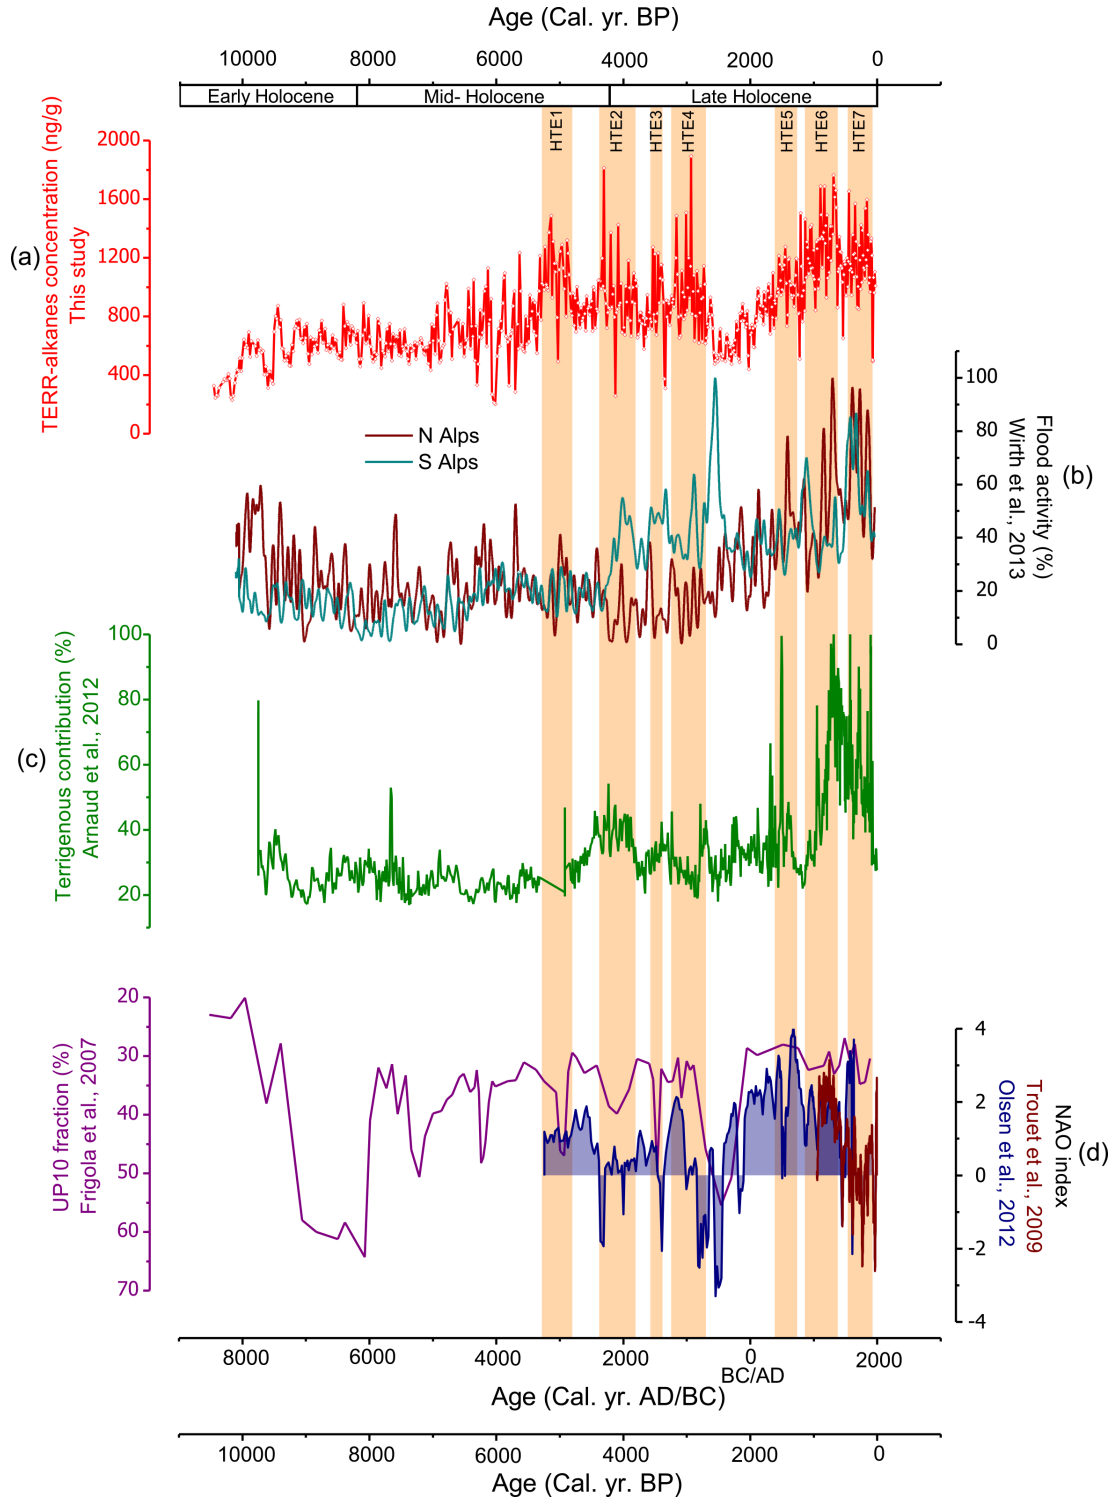 Age (Cal. yr. BP)
10000 8000 6000 4000 2000 0
Early Holocene Mid- Holocene Late Holocene
HTE1 HTE2 HTE3 HTE4 HTE5 HTE6 HTE7
(a)
TERR-alkanes concentration (ng/g)
This study
2000
1600
1200
800
400
0
(b)
Flood activity (%)
Wirth et al., 2013
100
80
60
40
20
0
N Alps
S Alps
(c)
Terrigenous contribution (%)
Arnaud et al., 2012
100
80
60
40
20
UP10 fraction (%)
Frigola et al., 2007
20
30
40
50
60
70
(d)
NAO index
Trouet et al., 2009
Olsen et al., 2012
4
2
0
-2
-4
8000 6000 4000 2000 0 2000
BC/AD
Age (Cal. yr. AD/BC)
10000 8000 6000 4000 2000 0
Age (Cal. yr. BP)